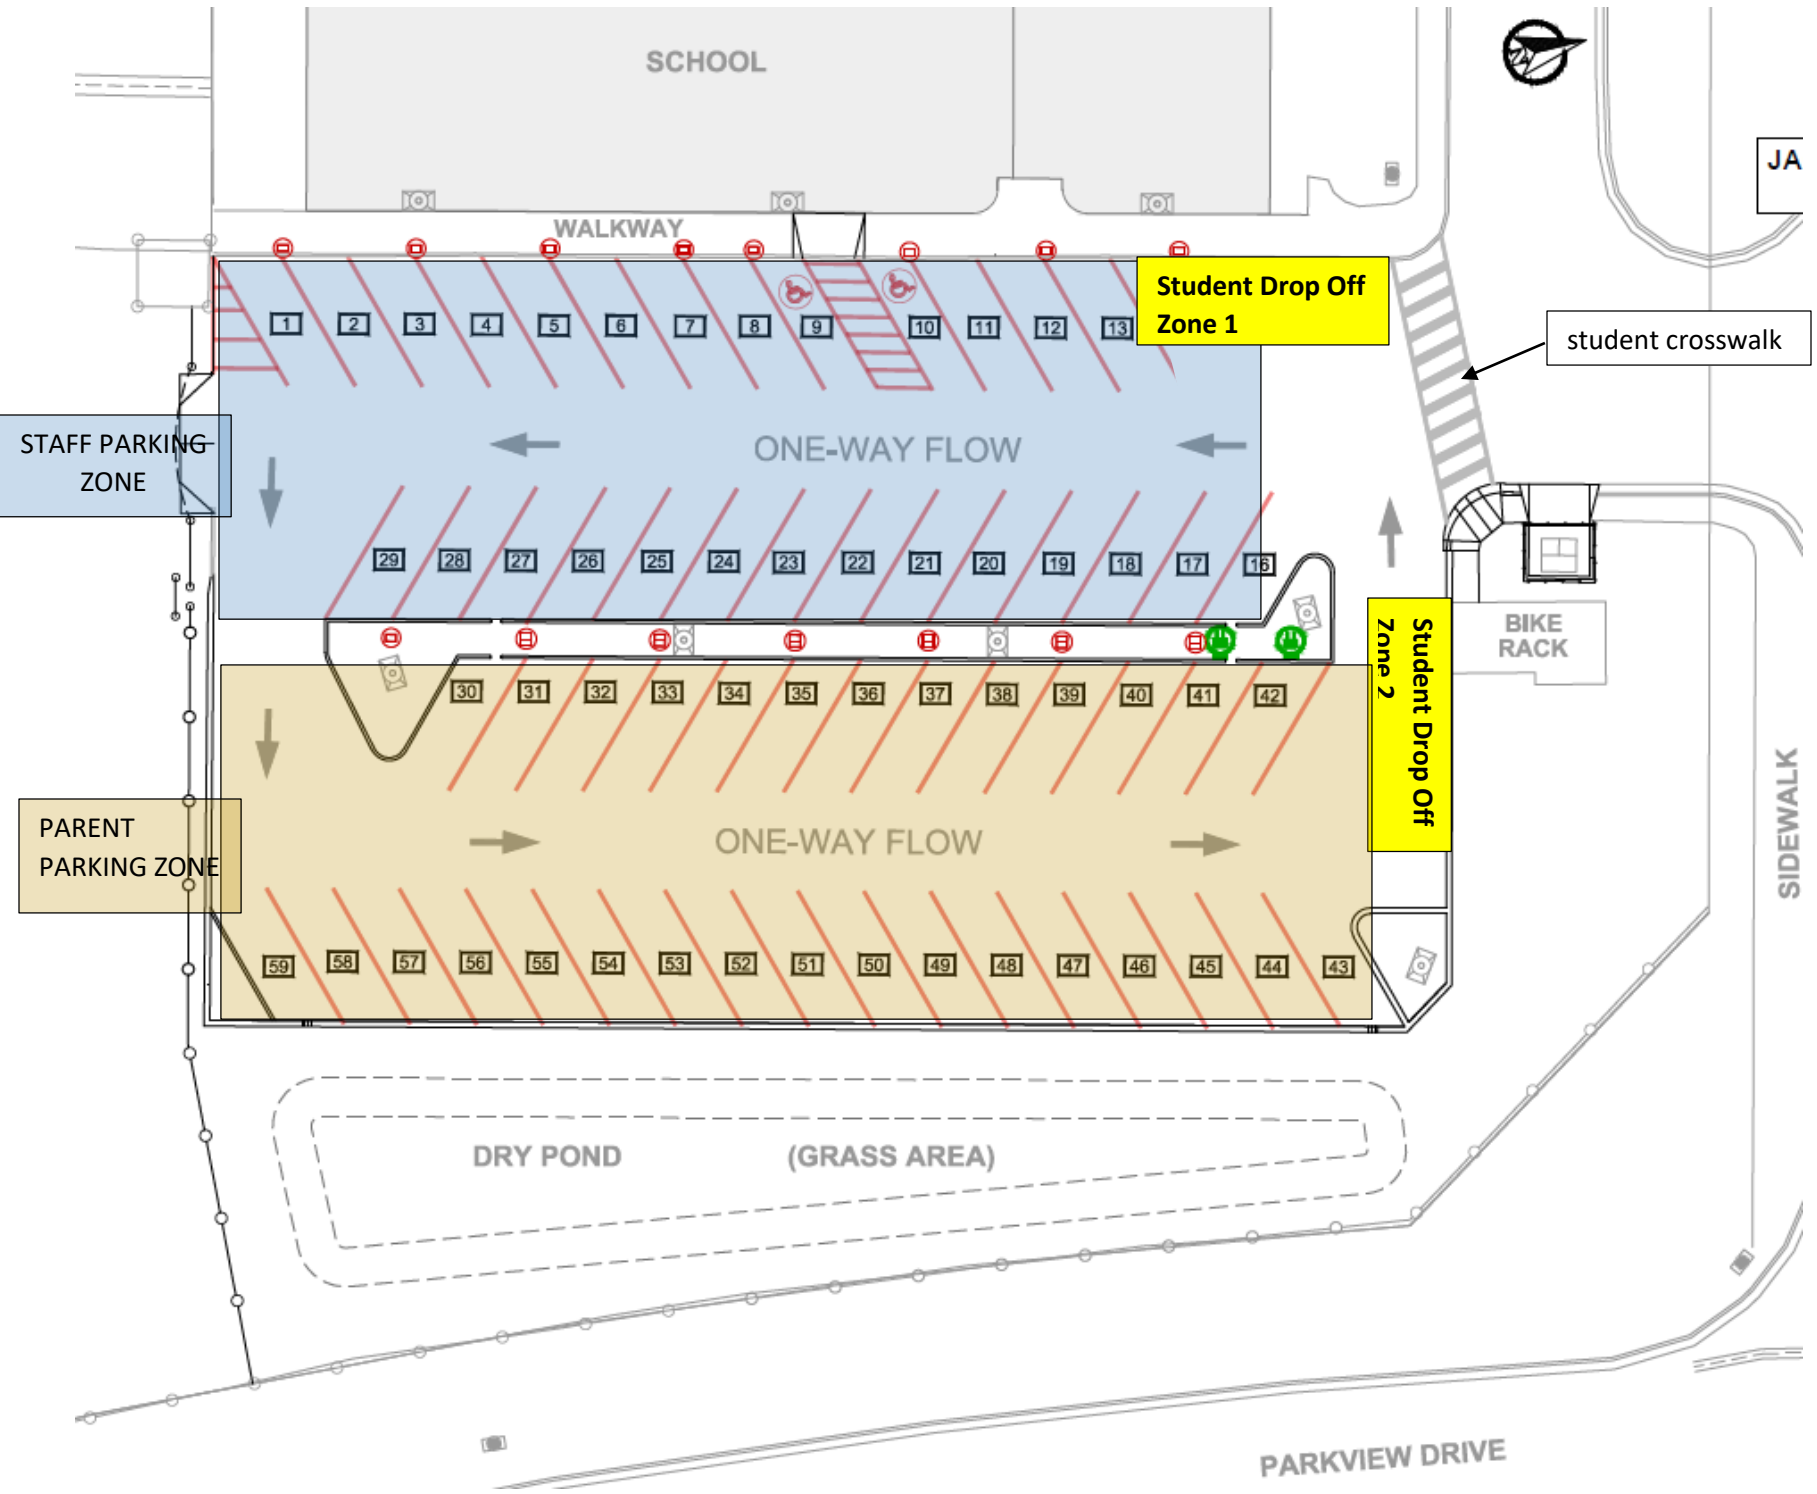 SCHOOL
JA
WALKWAY
Student Drop Off
Zone 1
student crosswalk
1 2 3 4 5 6 7 8 9 10 11 12 13
STAFF PARKING
ZONE
ONE-WAY FLOW
29 28 27 26 25 24 23 22 21 20 19 18 17 16
Student Drop Off
Zone 2
BIKE
RACK
30 31 32 33 34 35 36 37 38 39 40 41 42
PARENT
PARKING ZONE
ONE-WAY FLOW
SIDEWALK
59 58 57 56 55 54 53 52 51 50 49 48 47 46 45 44 43
DRY POND (GRASS AREA)
PARKVIEW DRIVE